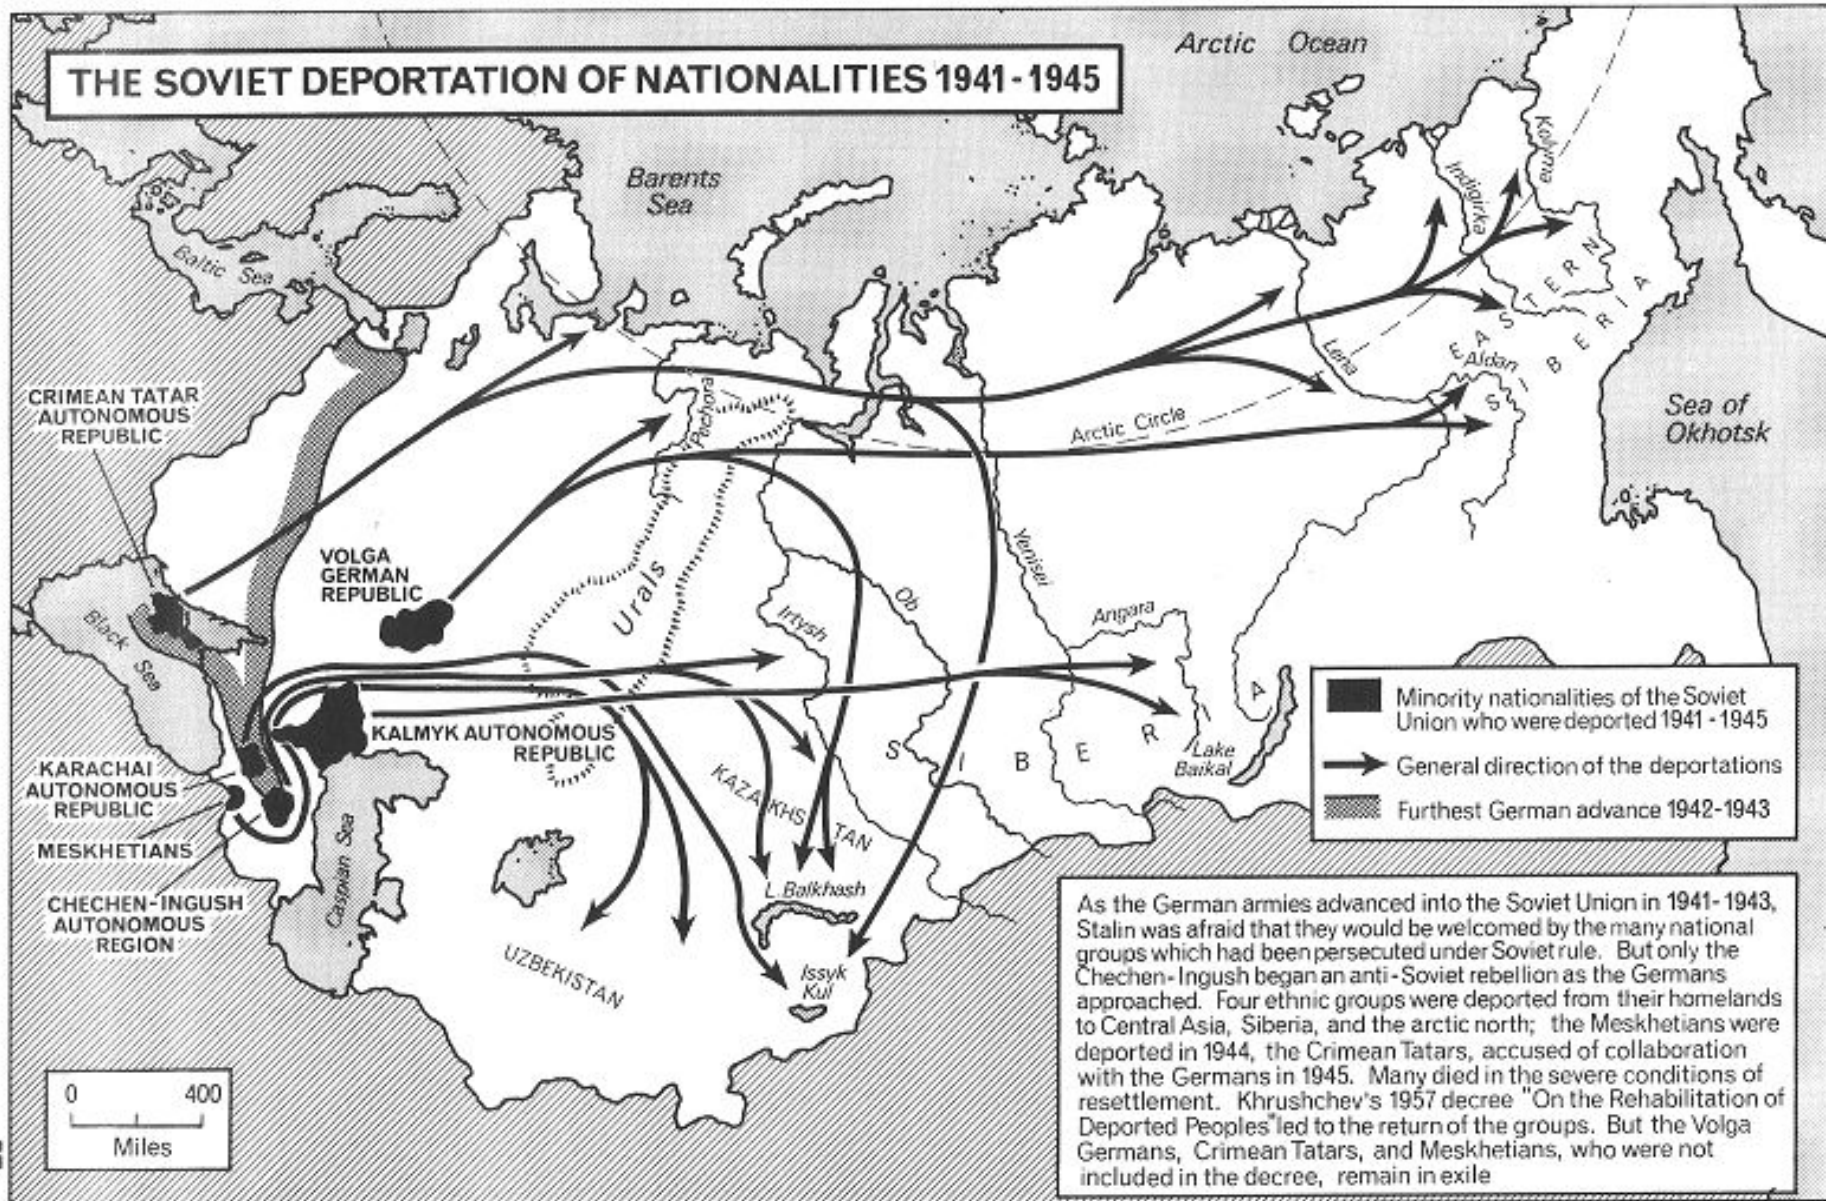 THE SOVIET DEPORTATION OF NATIONALITIES 1941-1945
Arctic Ocean
Barents
Sea
Baltic Sea
Kolyma
Indigirke
EASTERN
SIBERIA
Lena
Aldan
Sea of
Okhotsk
Pechora
Arctic Circle
CRIMEAN TATAR
AUTONOMOUS
REPUBLIC
VOLGA
GERMAN
REPUBLIC
Urals
Irtysh
Ob
Yenisei
Angara
Black Sea
KALMYK AUTONOMOUS
REPUBLIC
SIBERIA
Lake
Baikal
KARACHAI
AUTONOMOUS
REPUBLIC
MESKHETIANS
CHECHEN-INGUSH
AUTONOMOUS
REGION
Caspian Sea
KAZAKHSTAN
L. Balkhash
UZBEKISTAN
Issyk
Kul
Minority nationalities of the Soviet
Union who were deported 1941-1945
General direction of the deportations
Furthest German advance 1942-1943
As the German armies advanced into the Soviet Union in 1941-1943,
Stalin was afraid that they would be welcomed by the many national
groups which had been persecuted under Soviet rule. But only the
Chechen-Ingush began an anti-Soviet rebellion as the Germans
approached. Four ethnic groups were deported from their homelands
to Central Asia, Siberia, and the arctic north; the Meskhetians were
deported in 1944, the Crimean Tatars, accused of collaboration
with the Germans in 1945. Many died in the severe conditions of
resettlement. Khrushchev's 1957 decree "On the Rehabilitation of
Deported Peoples" led to the return of the groups. But the Volga
Germans, Crimean Tatars, and Meskhetians, who were not
included in the decree, remain in exile
0 400
Miles